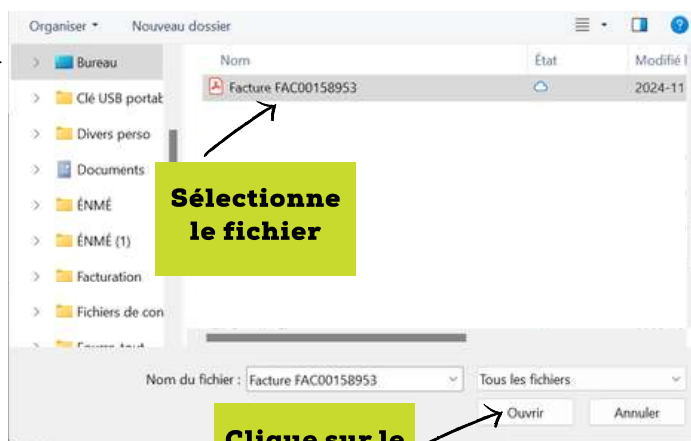 Organiser Nouveau dossier
Bureau
Clé USB portab
Divers perso
Documents
ÉNMÉ
ÉNMÉ (1)
Facturation
Fichiers de con
Nom État Modifié l
Facture FAC00158953 2024-11
Sélectionne
le fichier
Nom du fichier : Facture FAC00158953 Tous les fichiers
Ouvrir Annuler
Clique sur le